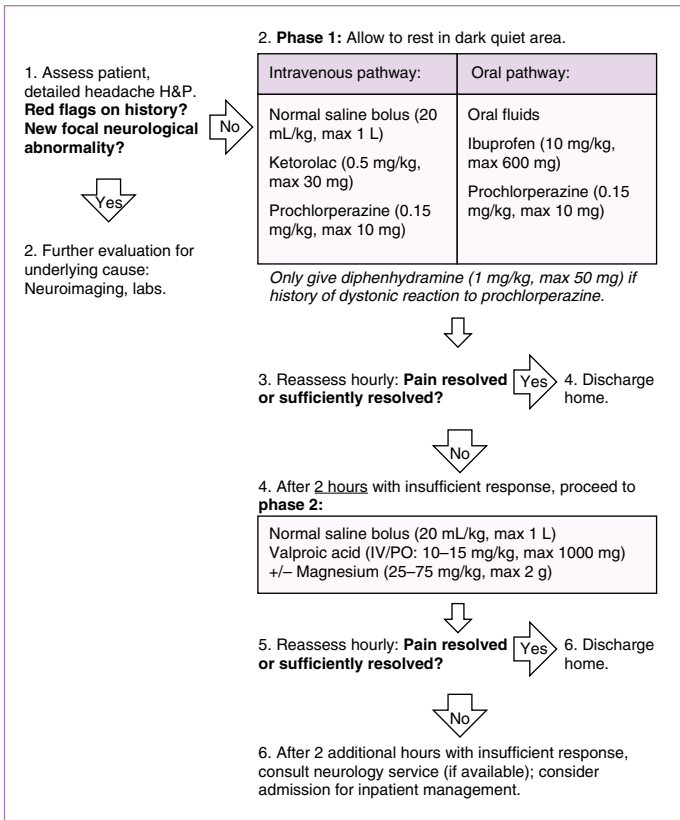 1. Assess patient,
detailed headache H&P.
Red flags on history?
New focal neurological
abnormality?
No
Yes
2. Further evaluation for
underlying cause:
Neuroimaging, labs.
2. Phase 1: Allow to rest in dark quiet area.
Intravenous pathway:
Normal saline bolus (20
mL/kg, max 1 L)
Ketorolac (0.5 mg/kg,
max 30 mg)
Prochlorperazine (0.15
mg/kg, max 10 mg)
Oral pathway:
Oral fluids
Ibuprofen (10 mg/kg,
max 600 mg)
Prochlorperazine (0.15
mg/kg, max 10 mg)
Only give diphenhydramine (1 mg/kg, max 50 mg) if
history of dystonic reaction to prochlorperazine.
3. Reassess hourly: Pain resolved
or sufficiently resolved?
Yes
4. Discharge
home.
No
4. After 2 hours with insufficient response, proceed to
phase 2:
Normal saline bolus (20 mL/kg, max 1 L)
Valproic acid (IV/PO: 10–15 mg/kg, max 1000 mg)
+/– Magnesium (25–75 mg/kg, max 2 g)
5. Reassess hourly: Pain resolved
or sufficiently resolved?
Yes
6. Discharge
home.
No
6. After 2 additional hours with insufficient response,
consult neurology service (if available); consider
admission for inpatient management.